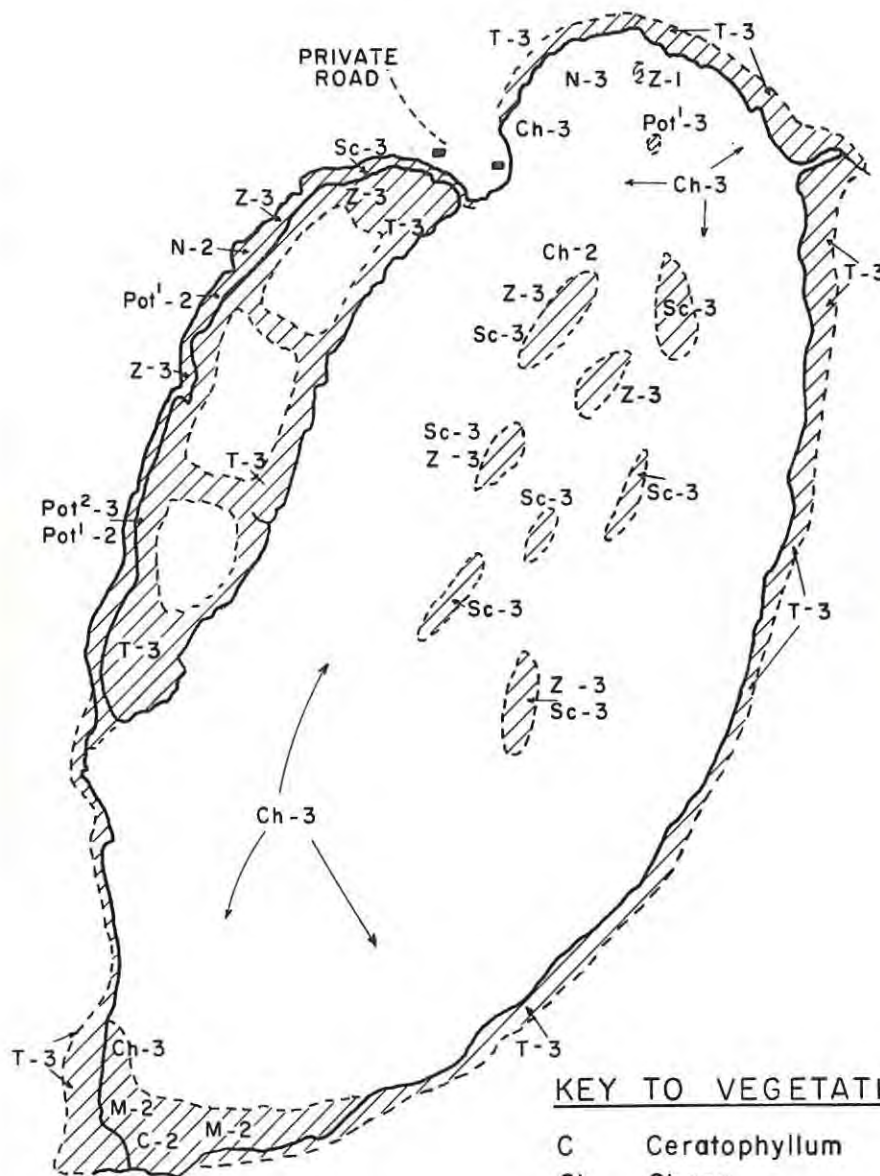 T-3
T-3
PRIVATE
ROAD
N-3
Z-1
Ch-3
Pot¹-3
Sc-3
Ch-3
Z-3
Z-3
T-3
N-2
Ch-2
T-3
Pot¹-2
Z-3
Sc-3
Sc-3
Z-3
Z-3
Sc-3
Z-3
T-3
Sc-3
Sc-3
Pot²-3
Pot¹-2
Sc-3
T-3
T-3
Z-3
Sc-3
Ch-3
T-3
Ch-3
T-3
M-2
C-2
M-2
KEY TO VEGETATI
C Ceratophyllum